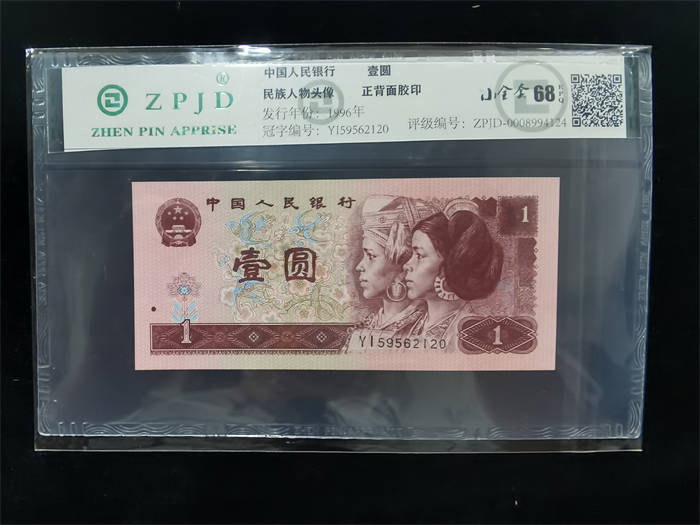 ZPJD
®
ZHEN PIN APPRISE
中国人民银行 壹圆
民族人物头像 正背面胶印
发行年份：1996年
冠字编号：YI59562120
68
评级编号：ZPJD-0008994124
中国人民银行
1
壹圆
1
YI59562120
1